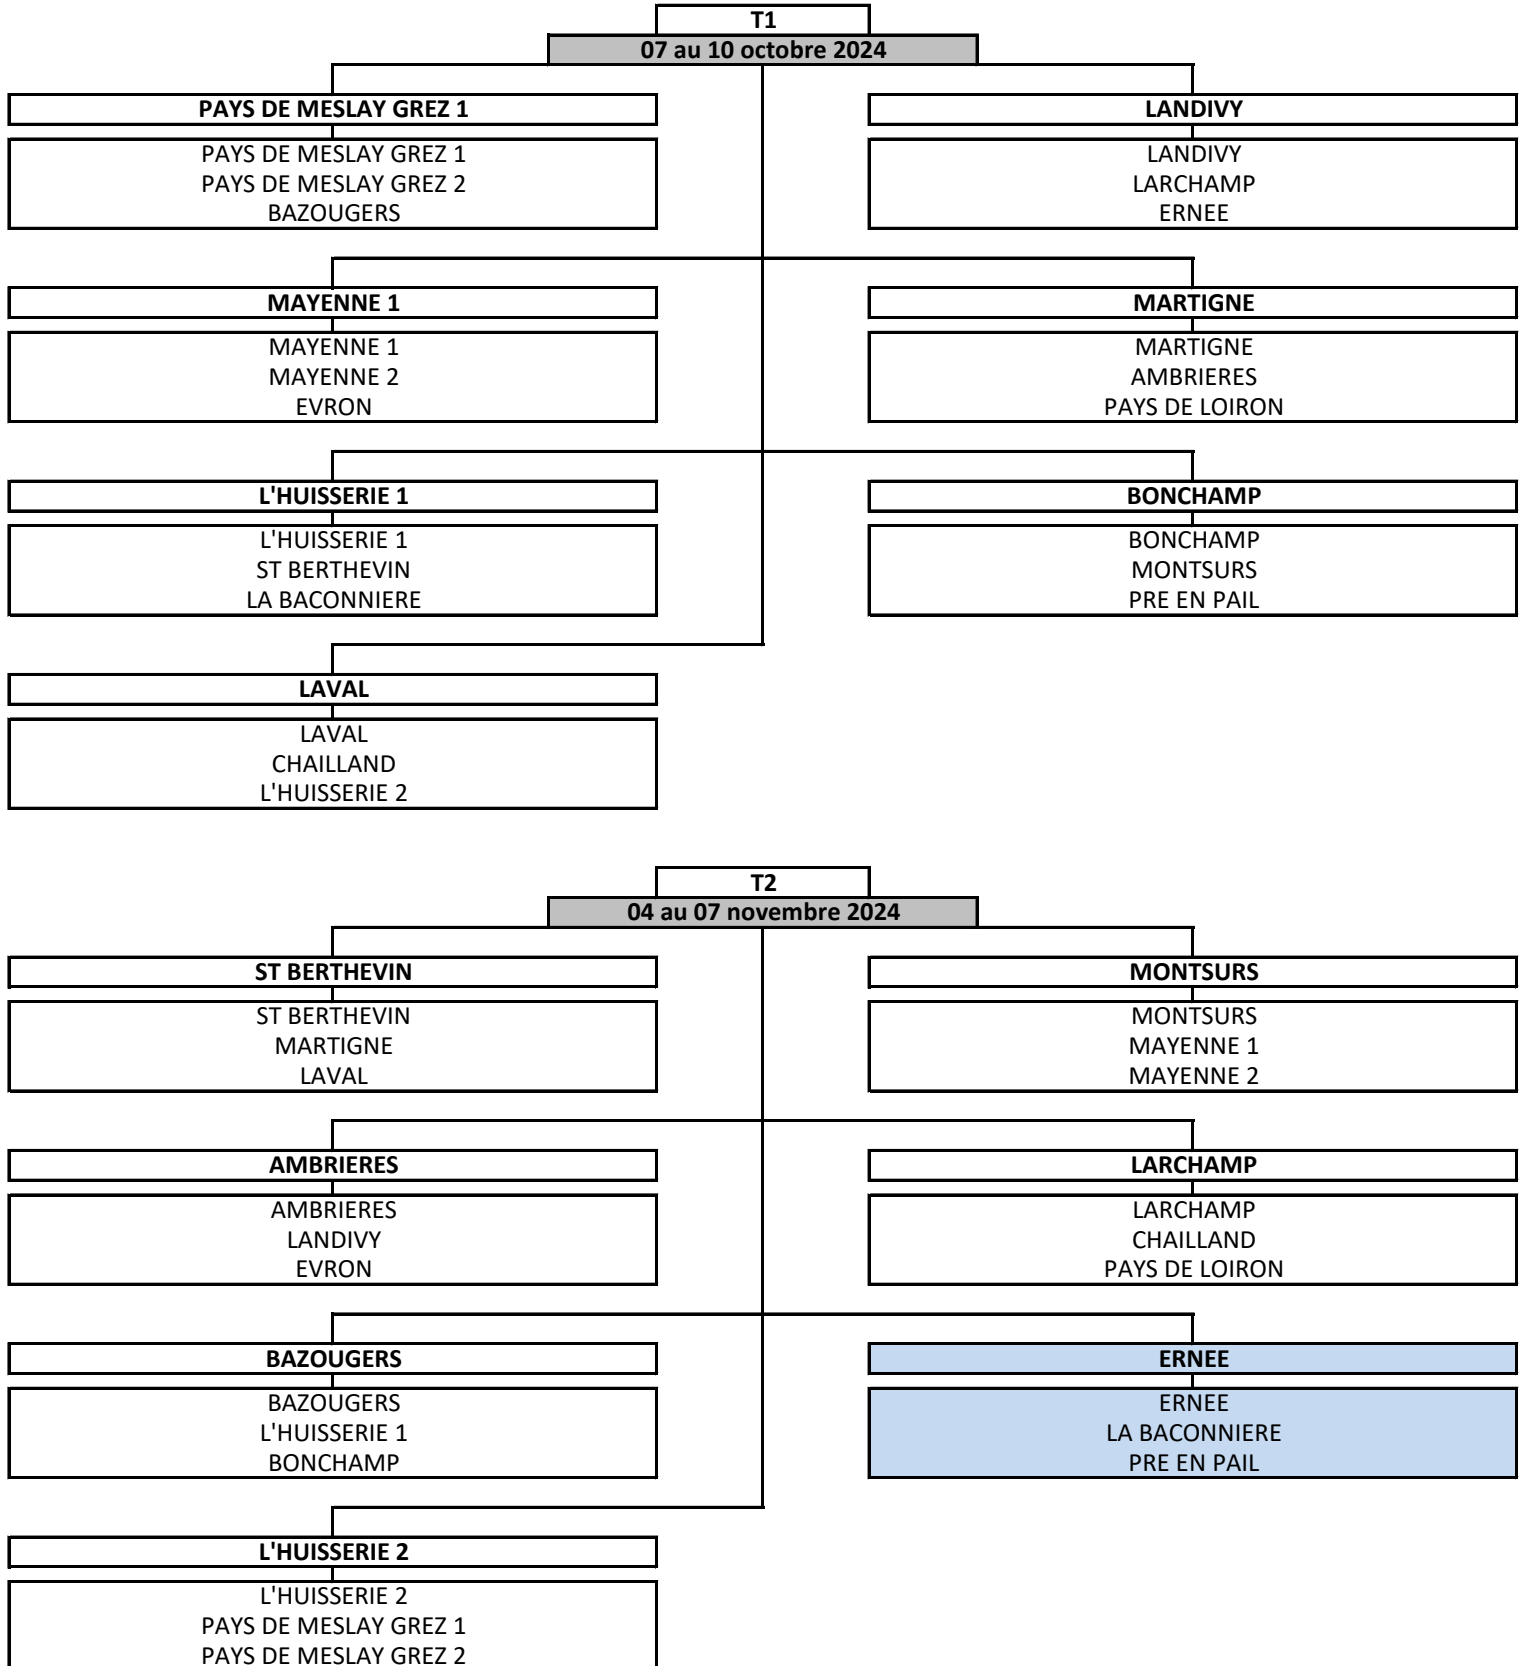 T1
07 au 10 octobre 2024
PAYS DE MESLAY GREZ 1
PAYS DE MESLAY GREZ 1
PAYS DE MESLAY GREZ 2
BAZOUGERS
LANDIVY
LANDIVY
LARCHAMP
ERNEE
MAYENNE 1
MAYENNE 1
MAYENNE 2
EVRON
MARTIGNE
MARTIGNE
AMBRIERES
PAYS DE LOIRON
L'HUISSERIE 1
L'HUISSERIE 1
ST BERTHEVIN
LA BACONNIERE
BONCHAMP
BONCHAMP
MONTSURS
PRE EN PAIL
LAVAL
LAVAL
CHAILLAND
L'HUISSERIE 2
T2
04 au 07 novembre 2024
ST BERTHEVIN
ST BERTHEVIN
MARTIGNE
LAVAL
MONTSURS
MONTSURS
MAYENNE 1
MAYENNE 2
AMBRIERES
AMBRIERES
LANDIVY
EVRON
LARCHAMP
LARCHAMP
CHAILLAND
PAYS DE LOIRON
BAZOUGERS
BAZOUGERS
L'HUISSERIE 1
BONCHAMP
ERNEE
ERNEE
LA BACONNIERE
PRE EN PAIL
L'HUISSERIE 2
L'HUISSERIE 2
PAYS DE MESLAY GREZ 1
PAYS DE MESLAY GREZ 2